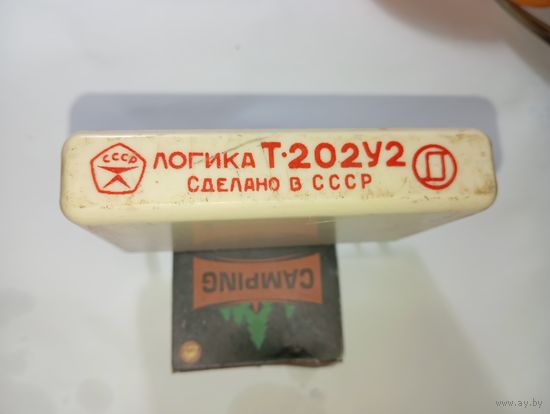 СССР
ЛОГИКА Т·202У2
СДЕЛАНО В СССР
CAMPING
© www.ay.by